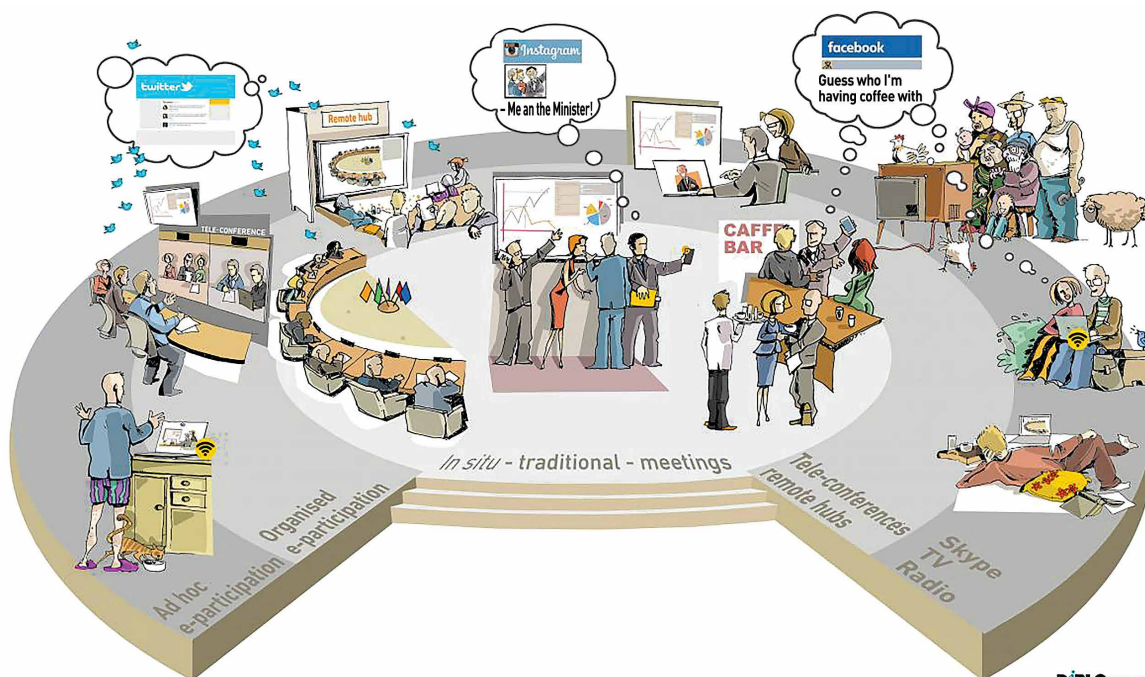 twitter
Instagram
- Me an the Minister!
facebook
Guess who I'm
having coffee with
Remote hub
TELE-CONFERENCE
CAFFE
BAR
In situ - traditional - meetings
Organised
e-participation
Ad hoc
e-participation
Tele-conferences
remote hubs
Skype
TV
Radio